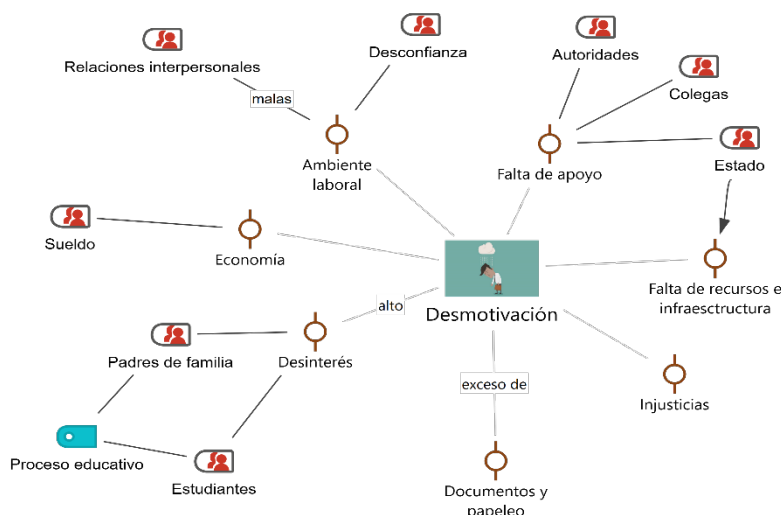 Desconfianza
Autoridades
Relaciones interpersonales
Colegas
malas
Ambiente
laboral
Falta de apoyo
Estado
Sueldo
Economía
Falta de recursos e
infraesctructura
alto
Desmotivación
Padres de familia
Desinterés
exceso de
Injusticias
Proceso educativo
Estudiantes
Documentos y
papeleo